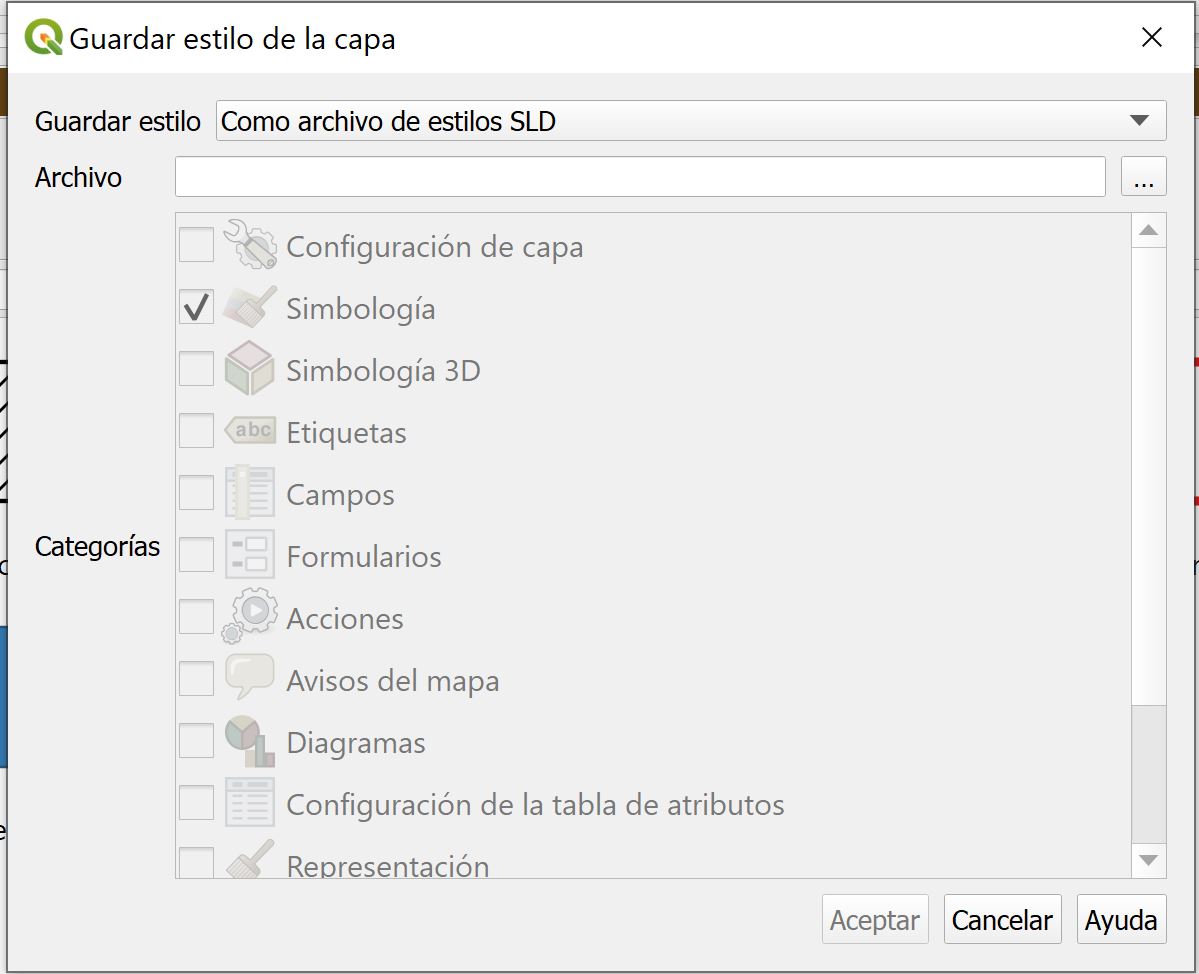 Guardar estilo de la capa
Guardar estilo Como archivo de estilos SLD
Archivo ...
Configuración de capa
Simbología
Simbología 3D
abc Etiquetas
Campos
Categorías
Formularios
Acciones
Avisos del mapa
Diagramas
Configuración de la tabla de atributos
Representación
Aceptar Cancelar Ayuda